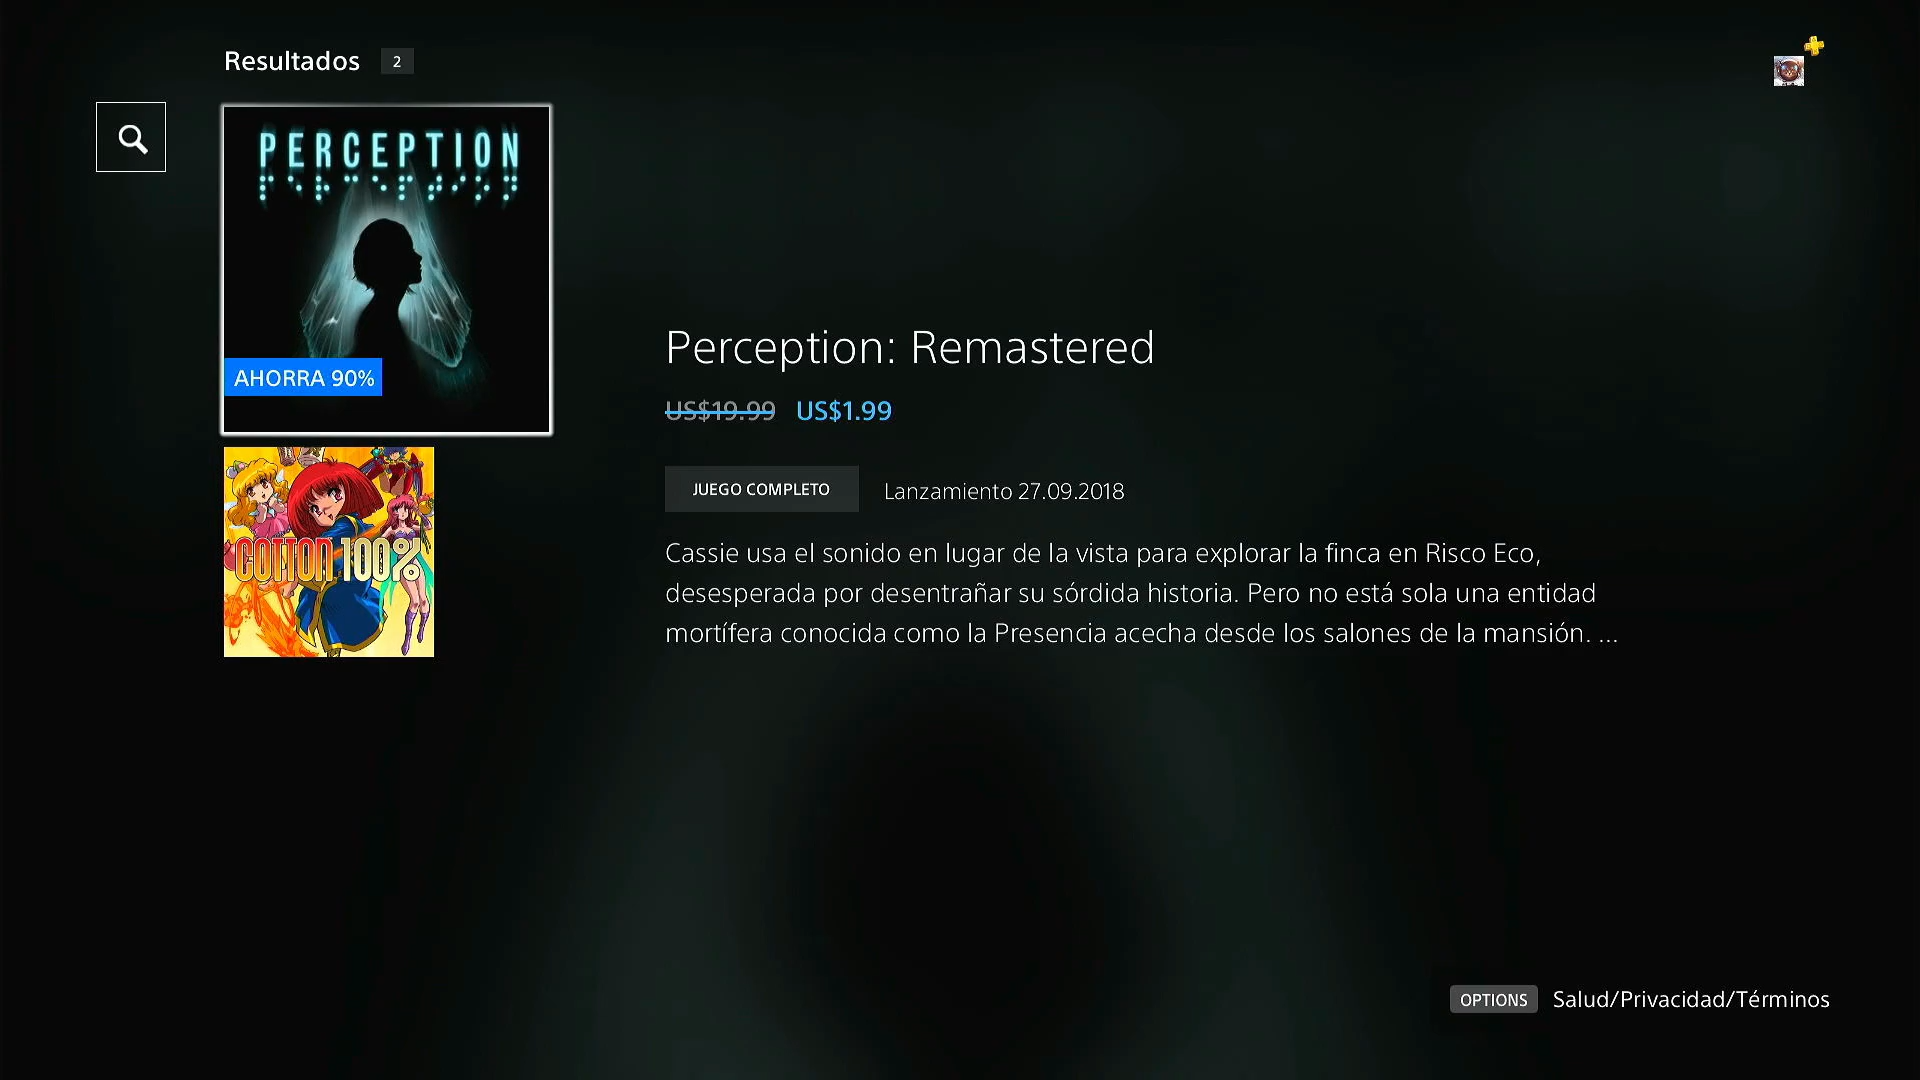 Resultados 2
PERCEPTION
AHORRA 90%
COTTON 100%
Perception: Remastered
US$19.99 US$1.99
JUEGO COMPLETO Lanzamiento 27.09.2018
Cassie usa el sonido en lugar de la vista para explorar la finca en Risco Eco,
desesperada por desentrañar su sórdida historia. Pero no está sola una entidad
mortífera conocida como la Presencia acecha desde los salones de la mansión. ...
OPTIONS Salud/Privacidad/Términos